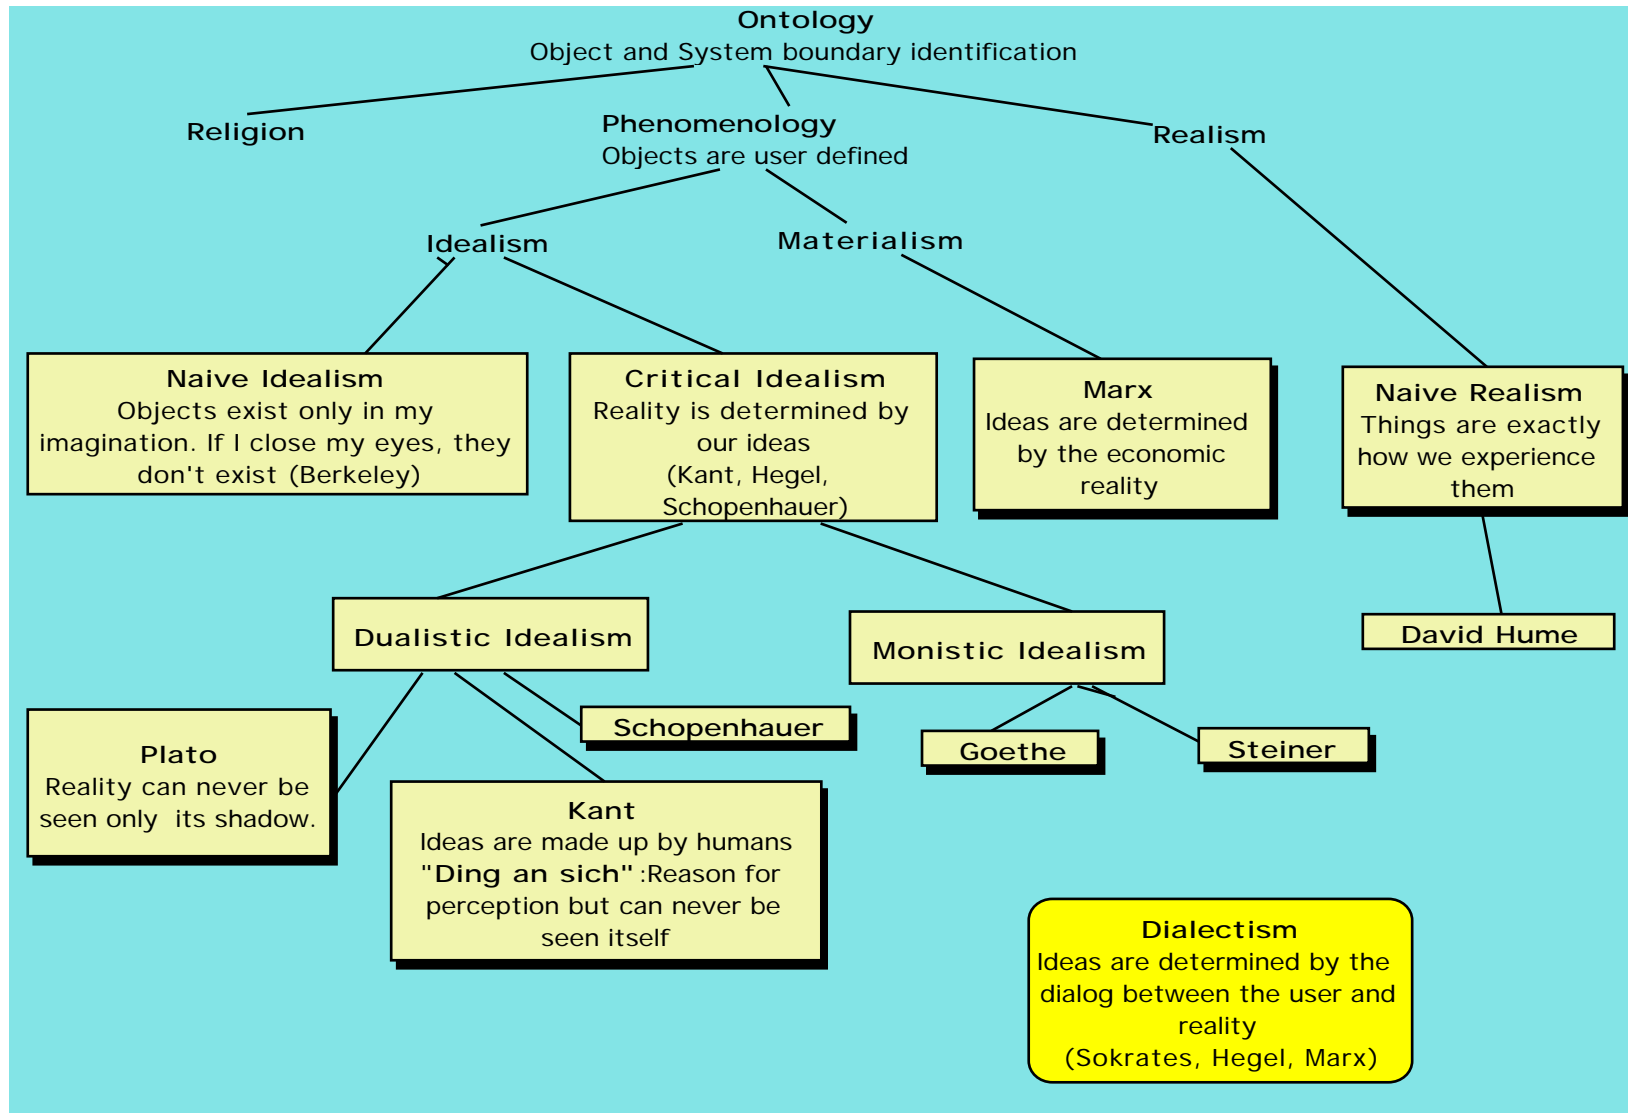 Ontology
Object and System boundary identification
Religion
Phenomenology
Objects are user defined
Realism
Idealism
Materialism
Naive Idealism
Objects exist only in my
imagination. If I close my eyes, they
don't exist (Berkeley)
Critical Idealism
Reality is determined by
our ideas
(Kant, Hegel,
Schopenhauer)
Marx
Ideas are determined
by the economic
reality
Naive Realism
Things are exactly
how we experience
them
Dualistic Idealism
Monistic Idealism
David Hume
Plato
Reality can never be
seen only its shadow.
Schopenhauer
Goethe
Steiner
Kant
Ideas are made up by humans
"Ding an sich" :Reason for
perception but can never be
seen itself
Dialectism
Ideas are determined by the
dialog between the user and
reality
(Sokrates, Hegel, Marx)